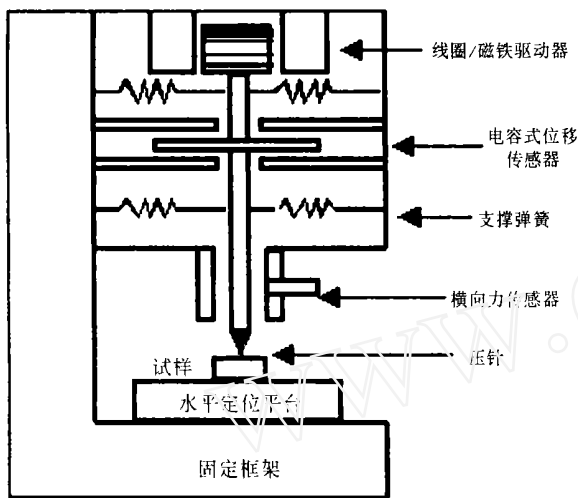 线圈/磁铁驱动器
电容式位移
传感器
支撑弹簧
横向力传感器
压针
试样
水平定位平台
固定框架
www.